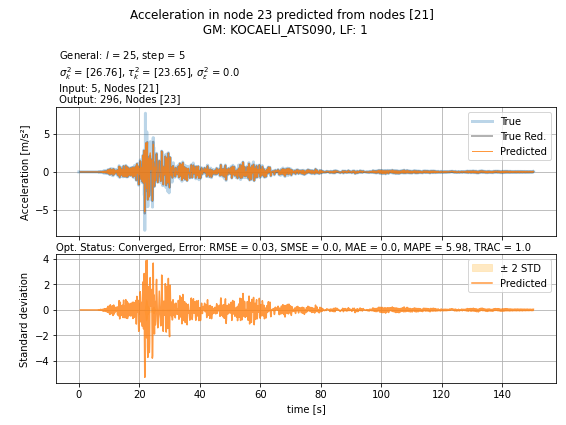 Acceleration in node 23 predicted from nodes [21]
GM: KOCAELI_ATS090, LF: 1
General: l = 25, step = 5
σ²ₖ = [26.76], τ²ₖ = [23.65], σ²ε = 0.0
Input: 5, Nodes [21]
Output: 296, Nodes [23]
Acceleration [m/s²]
5
0
−5
True
True Red.
Predicted
Opt. Status: Converged, Error: RMSE = 0.03, SMSE = 0.0, MAE = 0.0, MAPE = 5.98, TRAC = 1.0
Standard deviation
4
2
0
−2
−4
± 2 STD
Predicted
0 20 40 60 80 100 120 140
time [s]